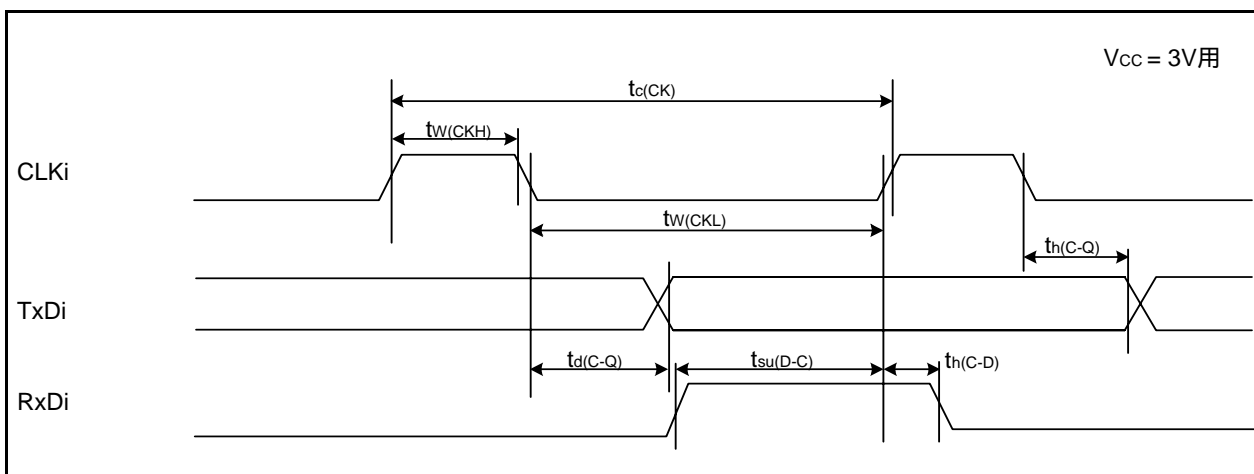 VCC = 3V用
tc(CK)
tW(CKH)
CLKi
tW(CKL)
th(C-Q)
TxDi
td(C-Q)
tsu(D-C)
th(C-D)
RxDi